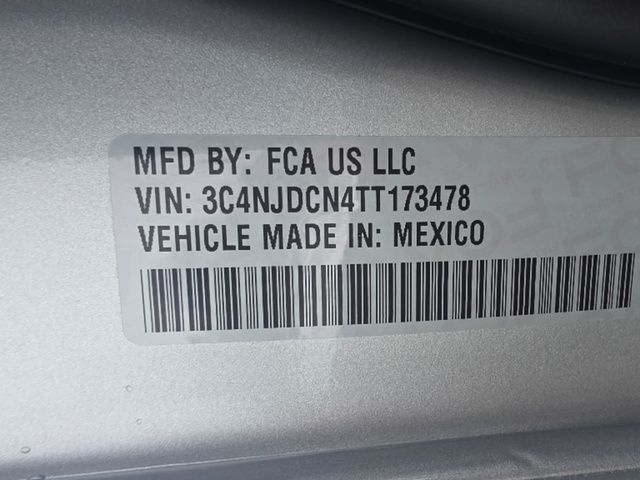 MFD BY: FCA US LLC
VIN: 3C4NJDCN4TT173478
VEHICLE MADE IN: MEXICO